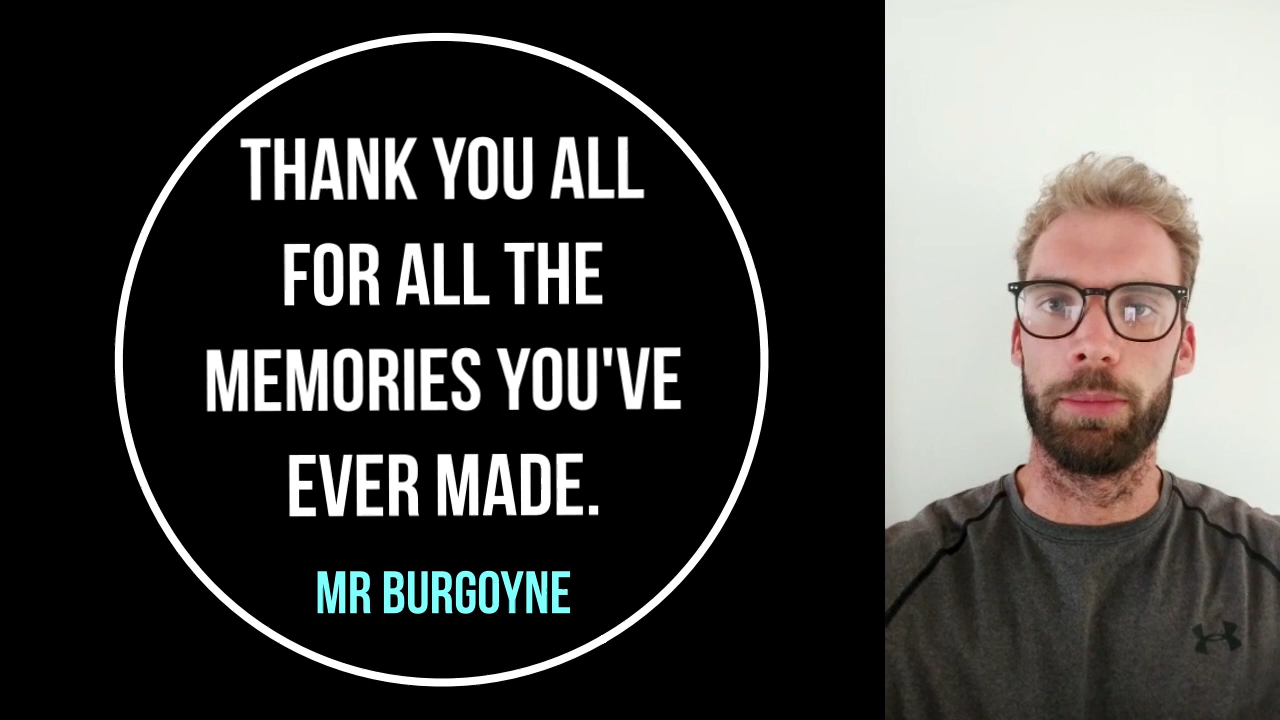 THANK YOU ALL
FOR ALL THE
MEMORIES YOU'VE
EVER MADE.
MR BURGOYNE